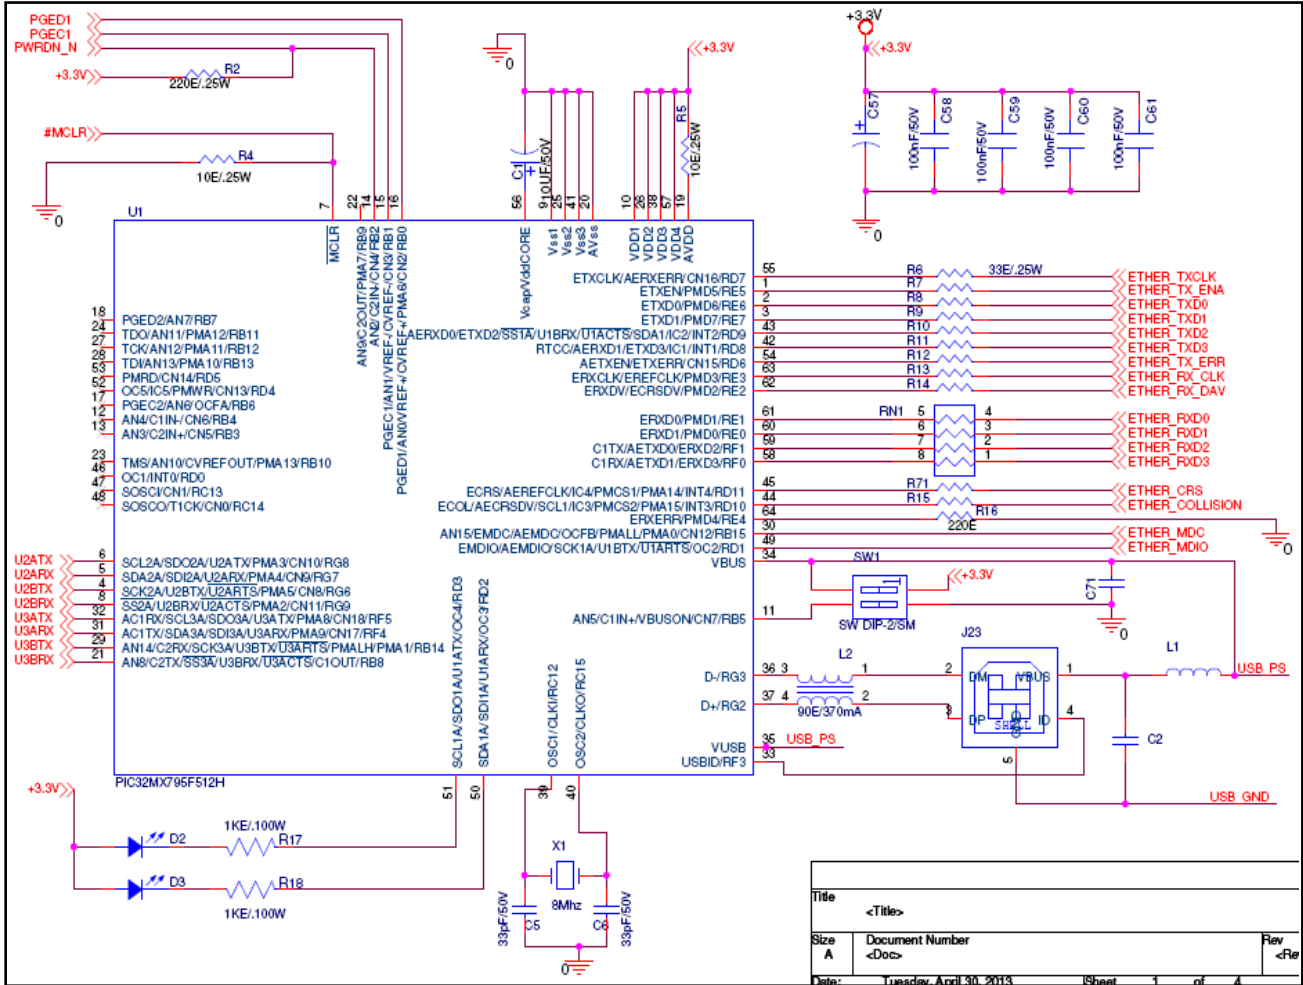 PGED1
PGEC1
PWRDN_N
+3.3V
R2
220E/.25W
#MCLR
R4
10E/.25W
0
0
C1
10UF/50V
+3.3V
R5
10E/.25W
+3.3V
+3.3V
C57
C58
100nF/50V
C59
100nF/50V
C60
100nF/50V
C61
100nF/50V
0
U1
7
22
14
15
16
56
9
25
41
20
10
26
38
57
19
MCLR
AN9/C2OUT/PMA7/RB9
AN2/C2IN-/CN4/RB2
PGEC1/AN1/VREF-/CVREF-/CN3/RB1
PGED1/AN0/VREF+/CVREF+/PMA6/CN2/RB0
Vcap/VddCORE
Vss1
Vss2
Vss3
AVss
VDD1
VDD2
VDD3
VDD4
AVDD
18 PGED2/AN7/RB7
24 TDO/AN11/PMA12/RB11
27 TCK/AN12/PMA11/RB12
28 TDI/AN13/PMA10/RB13
52 PMRD/CN14/RD5
53 OC5/IC5/PMWR/CN13/RD4
17 PGEC2/AN6/OCFA/RB6
12 AN4/C1IN-/CN6/RB4
13 AN3/C2IN+/CN5/RB3
23 TMS/AN10/CVREFOUT/PMA13/RB10
46 OC1/INT0/RD0
47 SOSCI/CN1/RC13
48 SOSCO/T1CK/CN0/RC14
U2ATX 6 SCL2A/SDO2A/U2ATX/PMA3/CN10/RG8
U2ARX 5 SDA2A/SDI2A/U2ARX/PMA4/CN9/RG7
U2BTX 4 SCK2A/U2BTX/U2ARTS/PMA5/CN8/RG6
U2BRX 8 SS2A/U2BRX/U2ACTS/PMA2/CN11/RG9
U3ATX 32 AC1RX/SCL3A/SDO3A/U3ATX/PMA8/CN18/RF5
U3ARX 31 AC1TX/SDA3A/SDI3A/U3ARX/PMA9/CN17/RF4
U3BTX 29 AN14/C2RX/SCK3A/U3BTX/U3ARTS/PMALH/PMA1/RB14
U3BRX 21 AN8/C2TX/SS3A/U3BRX/U3ACTS/C1OUT/RB8
ETXCLK/AERXERR/CN16/RD7 55 R6 33E/.25W ETHER_TXCLK
ETXEN/PMD5/RE5 1 R7 ETHER_TX_ENA
ETXD0/PMD6/RE6 2 R8 ETHER_TXD0
ETXD1/PMD7/RE7 3 R9 ETHER_TXD1
AERXD0/ETXD2/SS1A/U1BRX/U1ACTS/SDA1/IC2/INT2/RD9 43 R10 ETHER_TXD2
RTCC/AERXD1/ETXD3/IC1/INT1/RD8 42 R11 ETHER_TXD3
AETXEN/ETXERR/CN15/RD6 54 R12 ETHER_TX_ERR
ERXCLK/EREFCLK/PMD3/RE3 63 R13 ETHER_RX_CLK
ERXDV/ECRSDV/PMD2/RE2 62 R14 ETHER_RX_DAV
ERXD0/PMD1/RE1 61 RN1 5 4 ETHER_RXD0
ERXD1/PMD0/RE0 60 6 3 ETHER_RXD1
C1TX/AETXD0/ERXD2/RF1 59 7 2 ETHER_RXD2
C1RX/AETXD1/ERXD3/RF0 58 8 1 ETHER_RXD3
ECRS/AEREFCLK/IC4/PMCS1/PMA14/INT4/RD11 45 R71 ETHER_CRS
ECOL/AECRSDV/SCL1/IC3/PMCS2/PMA15/INT3/RD10 44 R15 ETHER_COLLISION
ERXERR/PMD4/RE4 64 R16
220E
AN15/EMDC/AEMDC/OCFB/PMALL/PMA0/CN12/RB15 30 ETHER_MDC
EMDIO/AEMDIO/SCK1A/U1BTX/U1ARTS/OC2/RD1 49 ETHER_MDIO
0
VBUS 34
SW1
1
+3.3V
C71
AN5/C1IN+/VBUSON/CN7/RB5 11
SW DIP-2/SM
0
J23
L2
L1
D-/RG3 36 3 1 2 DM VBUS 1 USB_PS
D+/RG2 37 4 2 3 DP ID 4
90E/370mA
SHELL
GND
5
C2
VUSB 35 USB_PS
USBID/RF3 33
USB_GND
SCL1A/SDO1A/U1ATX/OC4/RD3
SDA1A/SDI1A/U1ARX/OC3/RD2
OSC1/CLKI/RC12
OSC2/CLKO/RC15
PIC32MX795F512H
51
50
39
40
+3.3V
1KE/.100W
D2
R17
D3
R18
1KE/.100W
X1
8Mhz
33pF/50V
C5
C6
33pF/50V
0
Title
<Title>
Size
A
Document Number
<Doc>
Rev
<Re
Date: Tuesday, April 30, 2013 Sheet 1 of 4